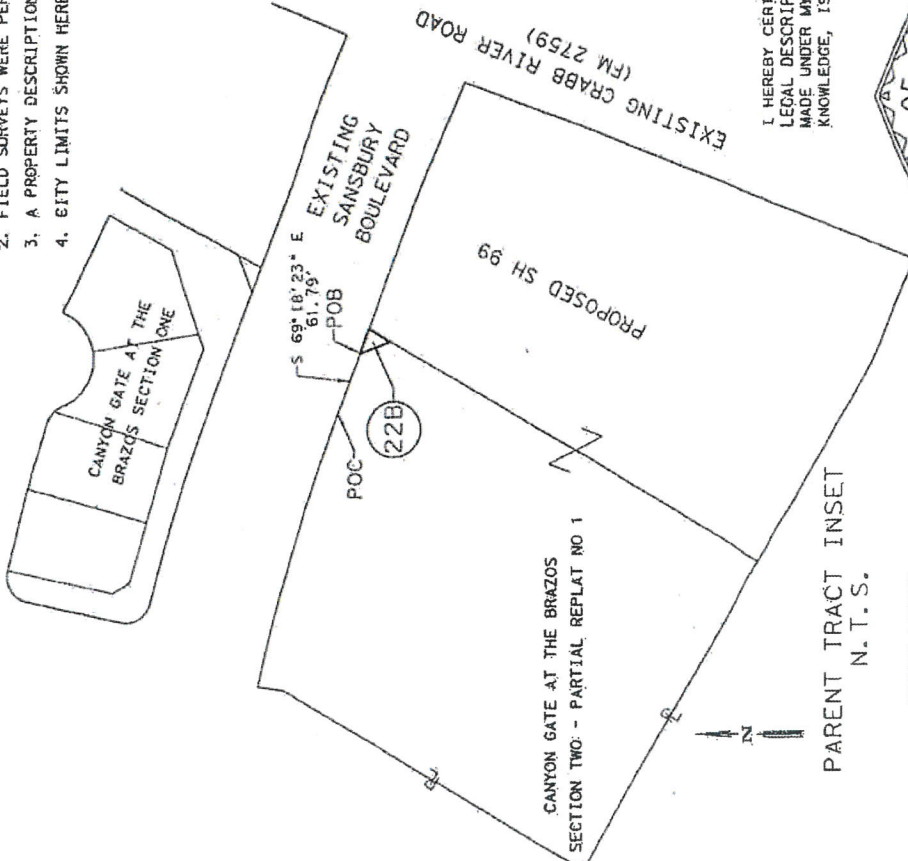 2. FIELD SURVEYS WERE PER
3. A PROPERTY DESCRIPTION
4. CITY LIMITS SHOWN HERE
CANYON GATE AT THE
BRAZOS SECTION ONE
S 69° 18' 23" E
61.79'
POB
EXISTING
SANSBURY
BOULEVARD
POC
22B
EXISTING CRABB RIVER ROAD
(FM 2759)
PROPOSED SH 99
I HEREBY CERT
LEGAL DESCRIP
MADE UNDER MY
KNOWLEDGE, IS
OF
CANYON GATE AT THE BRAZOS
SECTION TWO - PARTIAL REPLAT NO 1
N
PARENT TRACT INSET
N.T.S.